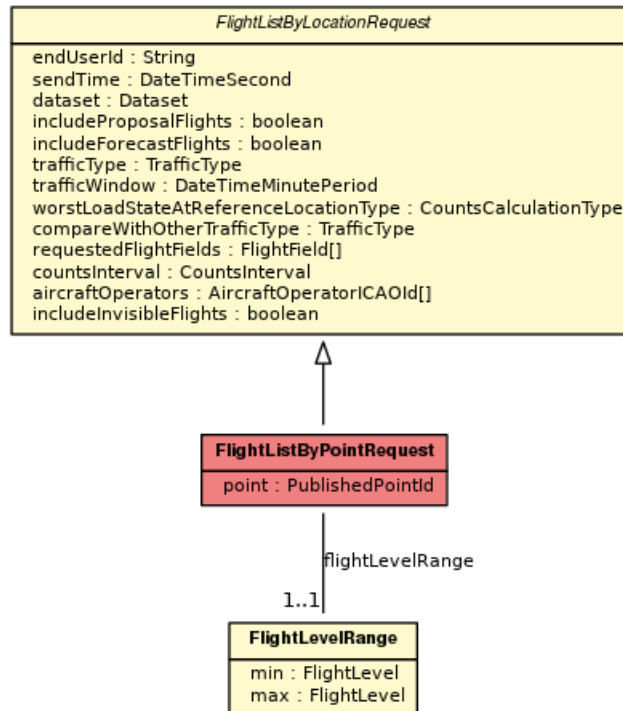 FlightListByLocationRequest
endUserId : String
sendTime : DateTimeSecond
dataset : Dataset
includeProposalFlights : boolean
includeForecastFlights : boolean
trafficType : TrafficType
trafficWindow : DateTimeMinutePeriod
worstLoadStateAtReferenceLocationType : CountsCalculationType
compareWithOtherTrafficType : TrafficType
requestedFlightFields : FlightField[]
countsInterval : CountsInterval
aircraftOperators : AircraftOperatorICAOId[]
includeInvisibleFlights : boolean
FlightListByPointRequest
point : PublishedPointId
flightLevelRange
1..1
FlightLevelRange
min : FlightLevel
max : FlightLevel